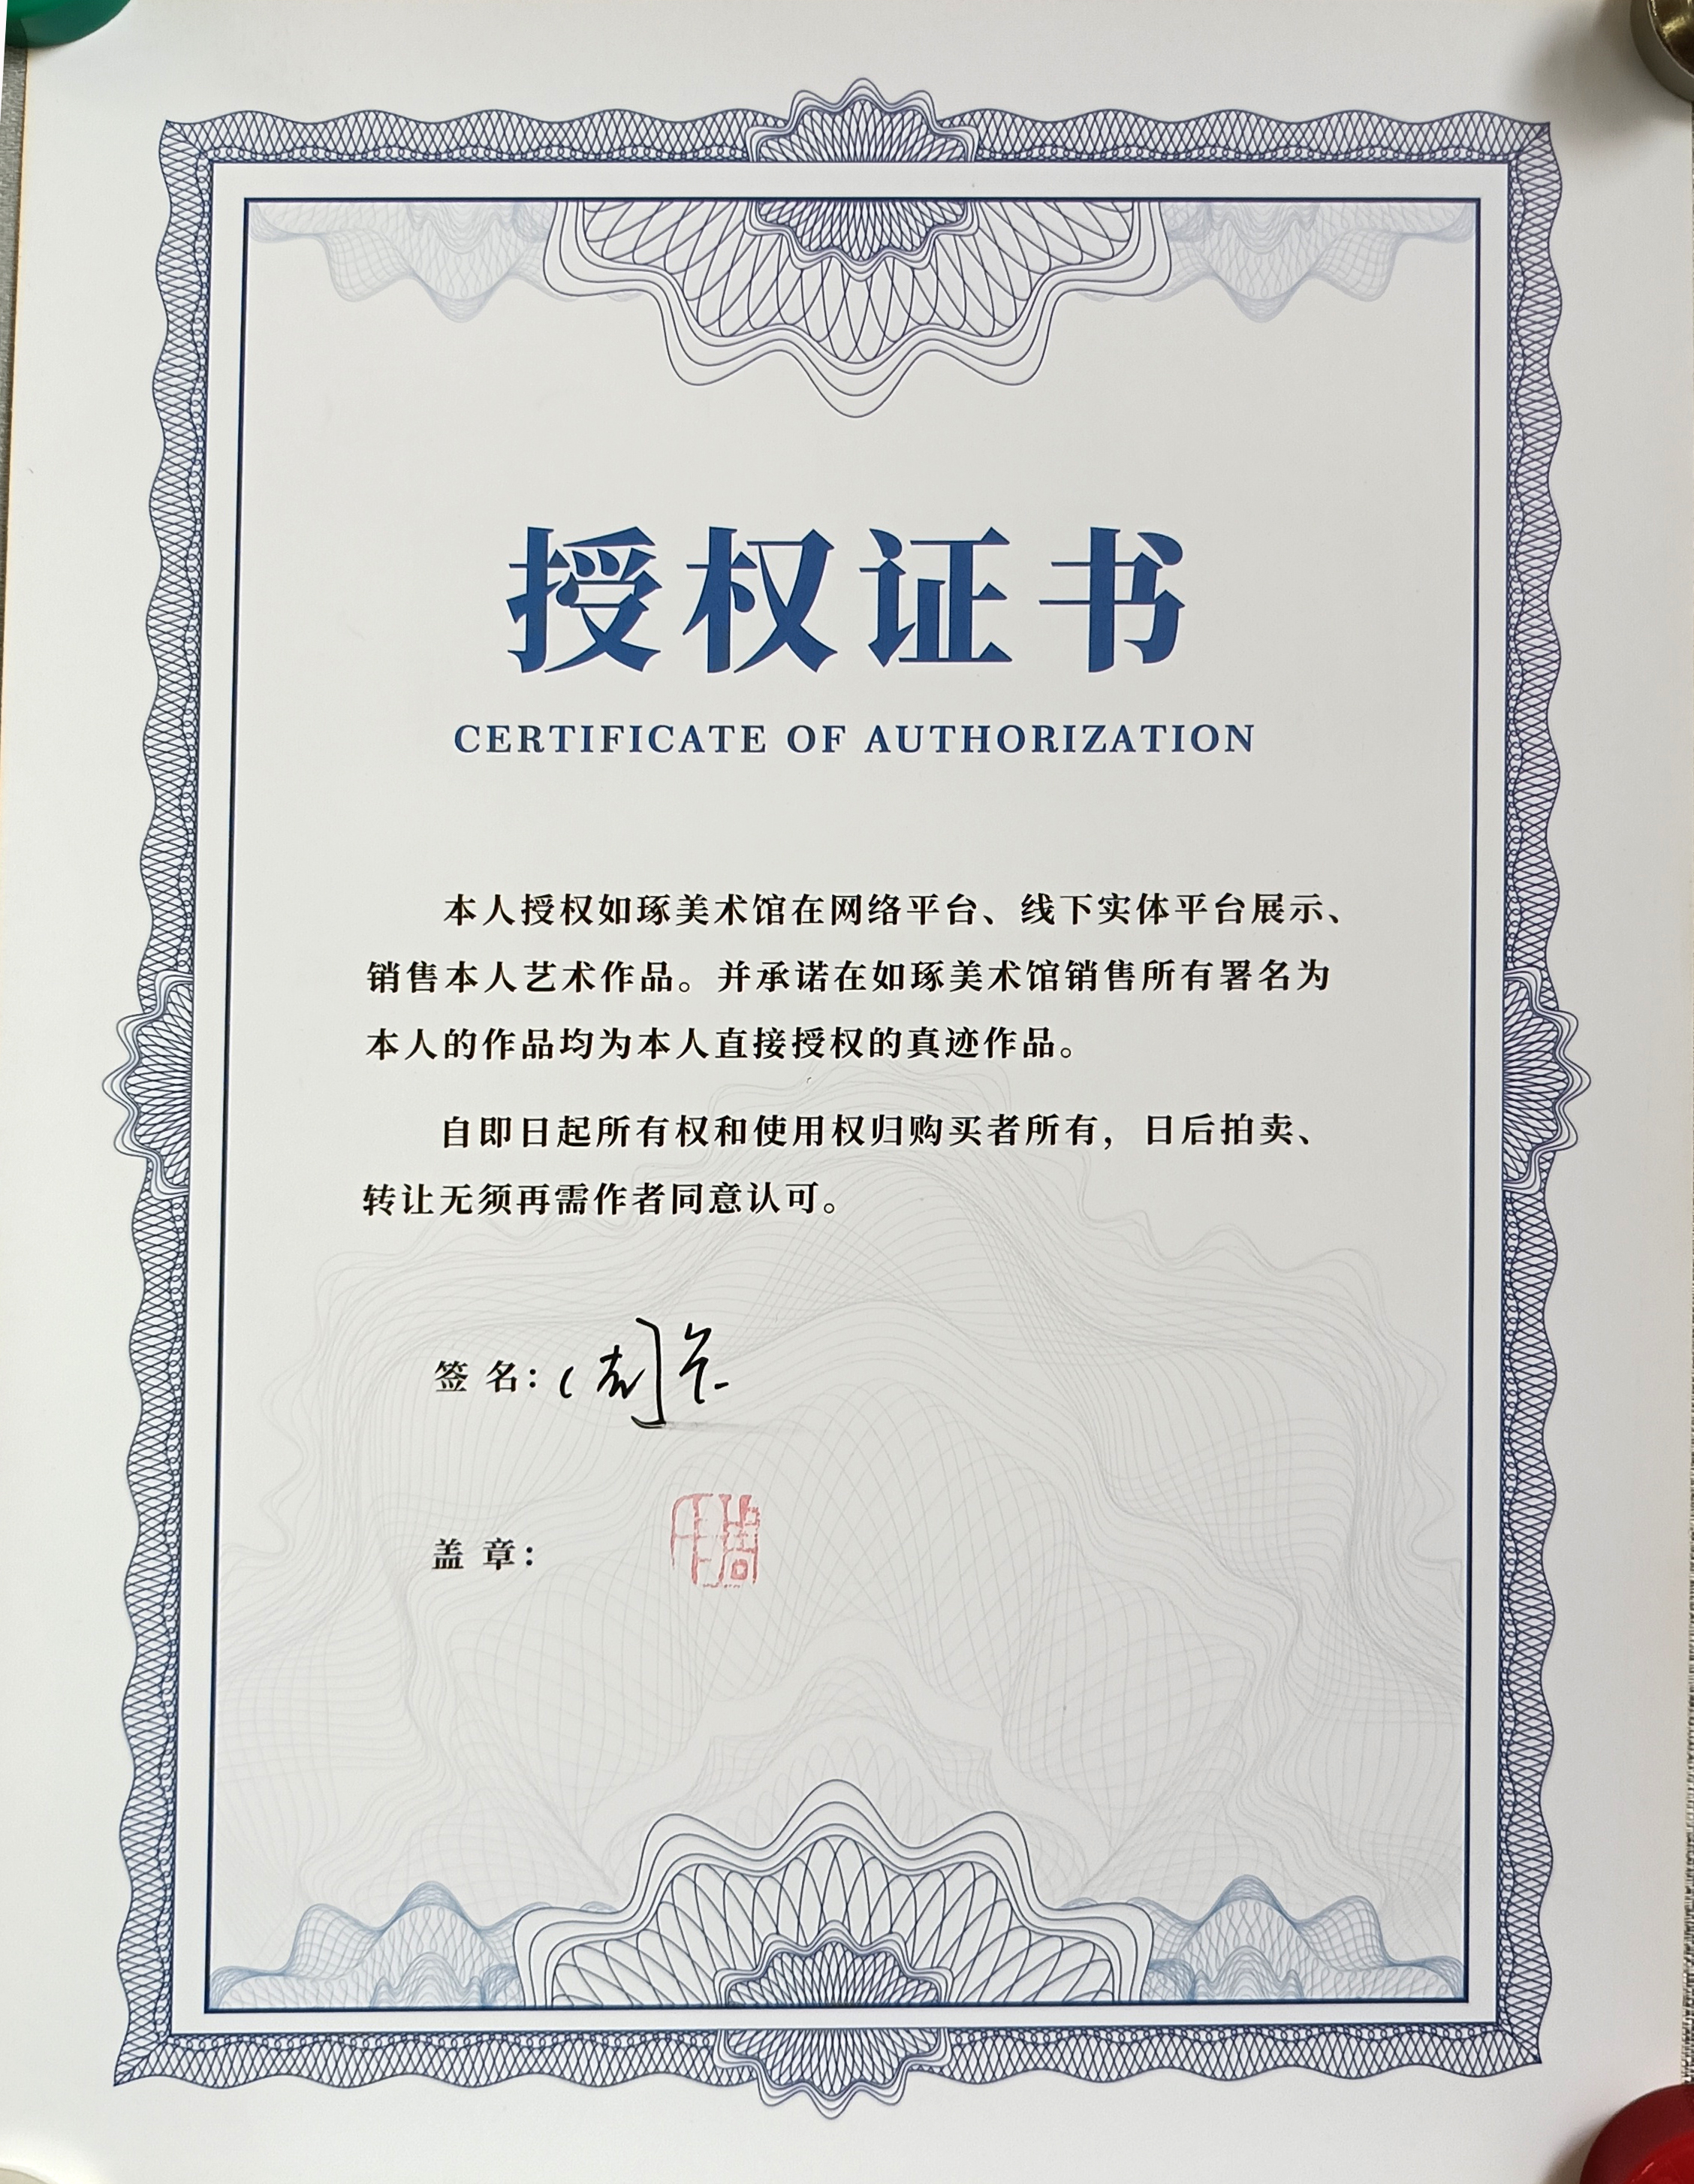 授权证书
CERTIFICATE OF AUTHORIZATION
本人授权如琢美术馆在网络平台、线下实体平台展示、
销售本人艺术作品。并承诺在如琢美术馆销售所有署名为
本人的作品均为本人直接授权的真迹作品。
自即日起所有权和使用权归购买者所有，日后拍卖、
转让无须再需作者同意认可。
签 名：
盖 章：